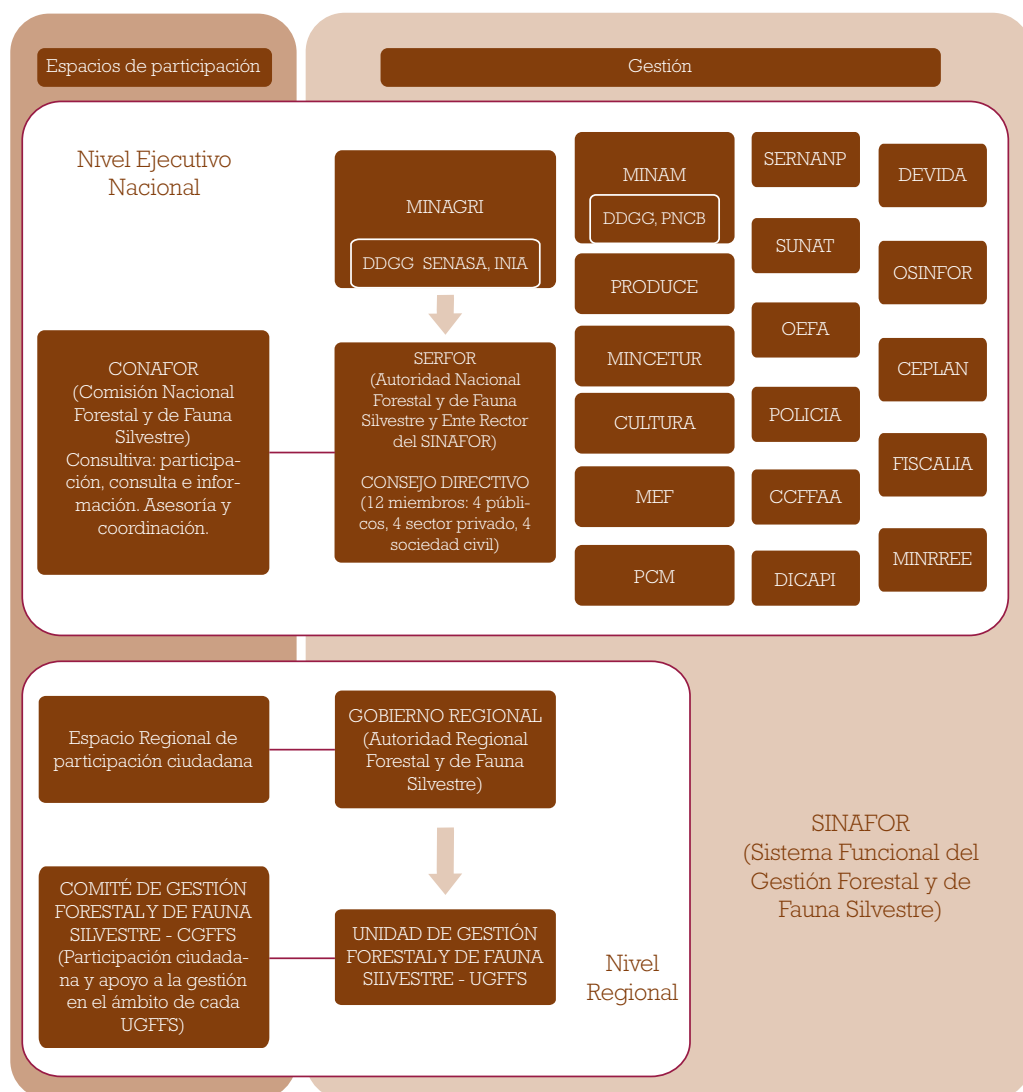 Espacios de participación
Gestión
Nivel Ejecutivo
Nacional
MINAGRI
DDGG SENASA, INIA
MINAM
DDGG, PNCB
PRODUCE
MINCETUR
CULTURA
MEF
PCM
SERNANP
SUNAT
OEFA
POLICIA
CCFFAA
DICAPI
DEVIDA
OSINFOR
CEPLAN
FISCALIA
MINRREE
CONAFOR
(Comisión Nacional
Forestal y de Fauna
Silvestre)
Consultiva: participa-
ción, consulta e infor-
mación. Asesoría y
coordinación.
SERFOR
(Autoridad Nacional
Forestal y de Fauna
Silvestre y Ente Rector
del SINAFOR)
CONSEJO DIRECTIVO
(12 miembros: 4 públi-
cos, 4 sector privado, 4
sociedad civil)
Espacio Regional de
participación ciudadana
GOBIERNO REGIONAL
(Autoridad Regional
Forestal y de Fauna
Silvestre)
COMITÉ DE GESTIÓN
FORESTAL Y DE FAUNA
SILVESTRE - CGFFS
(Participación ciudada-
na y apoyo a la gestión
en el ámbito de cada
UGFFS)
UNIDAD DE GESTIÓN
FORESTAL Y DE FAUNA
SILVESTRE - UGFFS
Nivel
Regional
SINAFOR
(Sistema Funcional del
Gestión Forestal y de
Fauna Silvestre)